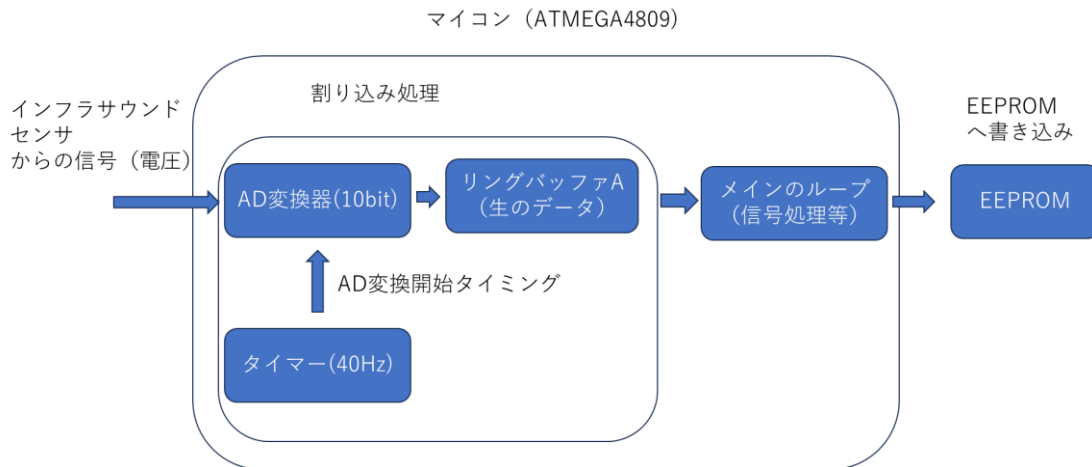 マイコン（ATMEGA4809）
割り込み処理
インフラサウンド
センサ
からの信号（電圧）
EEPROM
へ書き込み
AD変換器(10bit)
リングバッファA
（生のデータ）
メインのループ
（信号処理等）
EEPROM
AD変換開始タイミング
タイマー(40Hz)